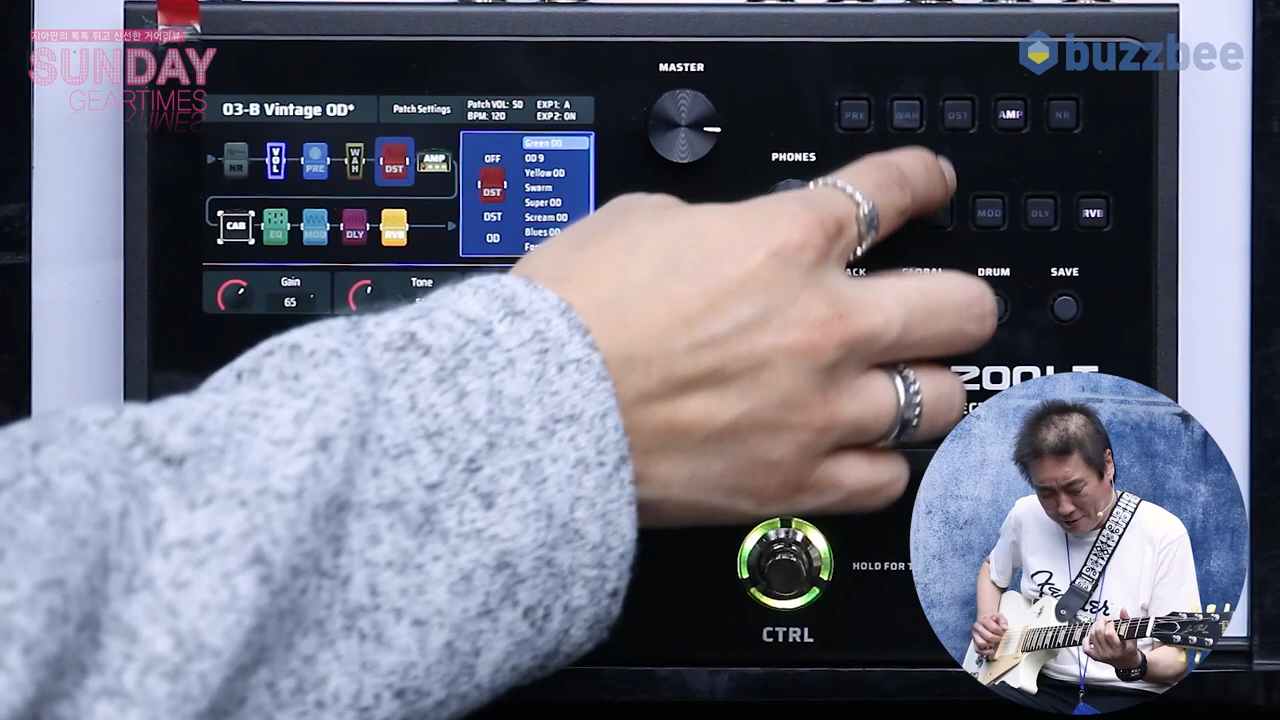 지아만의 톡톡 튀고 신선한 기어리뷰
SUNDAY
GEARTIMES
buzzbee
MASTER
PHONES
03-B Vintage OD*
Patch Settings
Patch VOL: 50
BPM: 120
EXP1: A
EXP2: ON
NR
VOL
PRE
WAH
DST
AMP
CAB
EQ
MOD
DLY
RVB
OFF
DST
DST
OD
Green OD
OD 9
Yellow OD
Swarm
Super OD
Scream OD
Blues OD
Gain
65
Tone
PRE
WAH
DST
AMP
NR
MOD
DLY
RVB
DRUM
SAVE
HOLD FOR T
CTRL